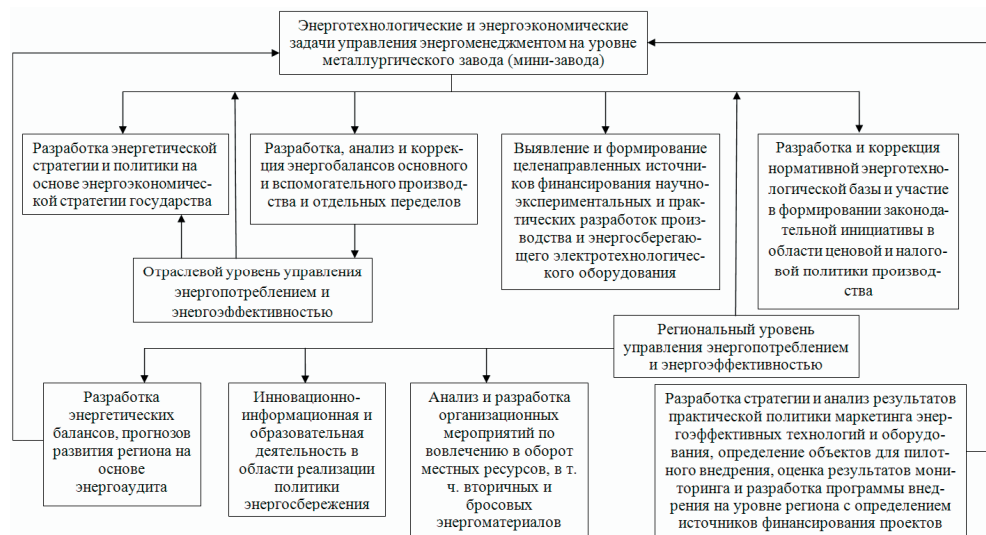 Энерготехнологические и энергоэкономические
задачи управления энергоменеджментом на уровне
металлургического завода (мини-завода)
Разработка энергетической
стратегии и политики на
основе энергоэкономичес-
кой стратегии государства
Разработка, анализ и коррек-
ция энергобалансов основного
и вспомогательного производ-
ства и отдельных переделов
Выявление и формирование
целенаправленных источни-
ков финансирования научно-
экспериментальных и прак-
тических разработок произ-
водства и энергосберегаю-
щего электротехнологичес-
кого оборудования
Разработка и коррекция
нормативной энерготехно-
логической базы и участие
в формировании законода-
тельной инициативы в
области ценовой и налого-
вой политики производ-
ства
Отраслевой уровень управления
энергопотреблением и
энергоэффективностью
Региональный уровень
управления энергопотреблением
и энергоэффективностью
Разработка
энергетических
балансов, прогнозов
развития региона на
основе
энергоаудита
Инновационно-
информационная и
образовательная
деятельность в
области реализации
политики
энергосбережения
Анализ и разработка
организационных
мероприятий по
вовлечению в оборот
местных ресурсов, в т.
ч. вторичных и
бросовых
энергоматериалов
Разработка стратегии и анализ результатов
практической политики маркетинга энер-
гоэффективных технологий и оборудо-
вания, определение объектов для пилот-
ного внедрения, оценка результатов мони-
торинга и разработка программы внед-
рения на уровне региона с определением
источников финансирования проектов